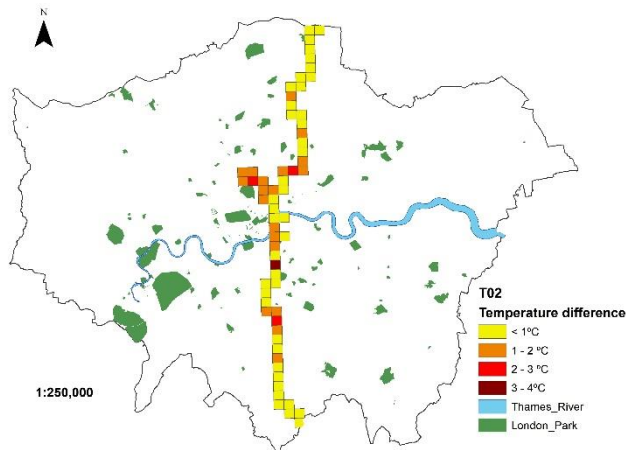 N
T02
Temperature difference
< 1ºC
1 - 2 ºC
2 - 3 ºC
3 - 4ºC
Thames_River
London_Park
1:250,000